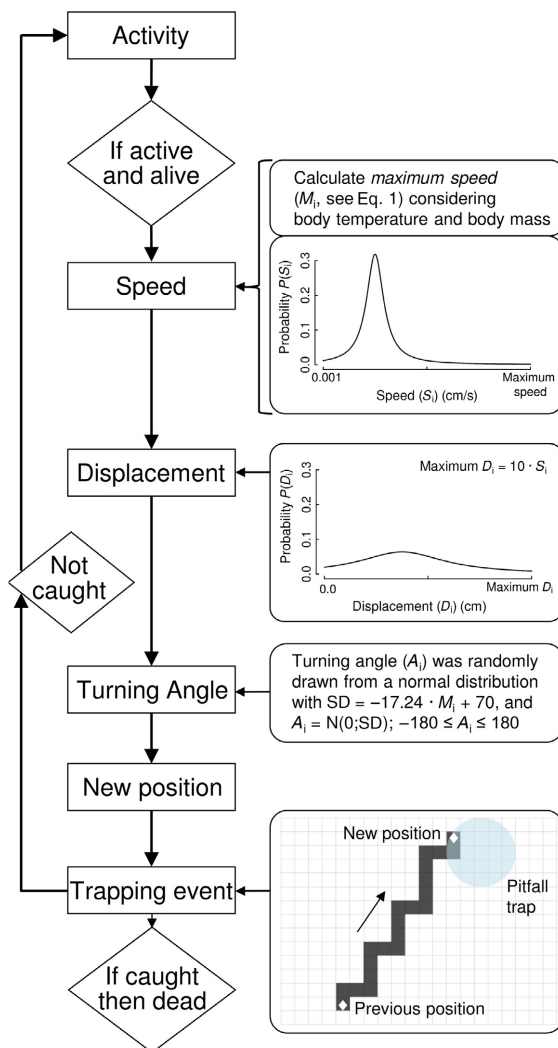 Activity
If active
and alive
Calculate maximum speed
(Mi, see Eq. 1) considering
body temperature and body mass
Speed
Probability P(Si)
0.3
0.2
0.1
0.0
0.001
Maximum
speed
Speed (Si) (cm/s)
Displacement
Maximum Di = 10 · Si
Probability P(Di)
0.3
0.2
0.1
0.0
0.0
Maximum Di
Displacement (Di) (cm)
Not
caught
Turning Angle
Turning angle (Ai) was randomly
drawn from a normal distribution
with SD = −17.24 · Mi + 70, and
Ai = N(0;SD); −180 ≤ Ai ≤ 180
New position
Trapping event
New position
Pitfall
trap
Previous position
If caught
then dead